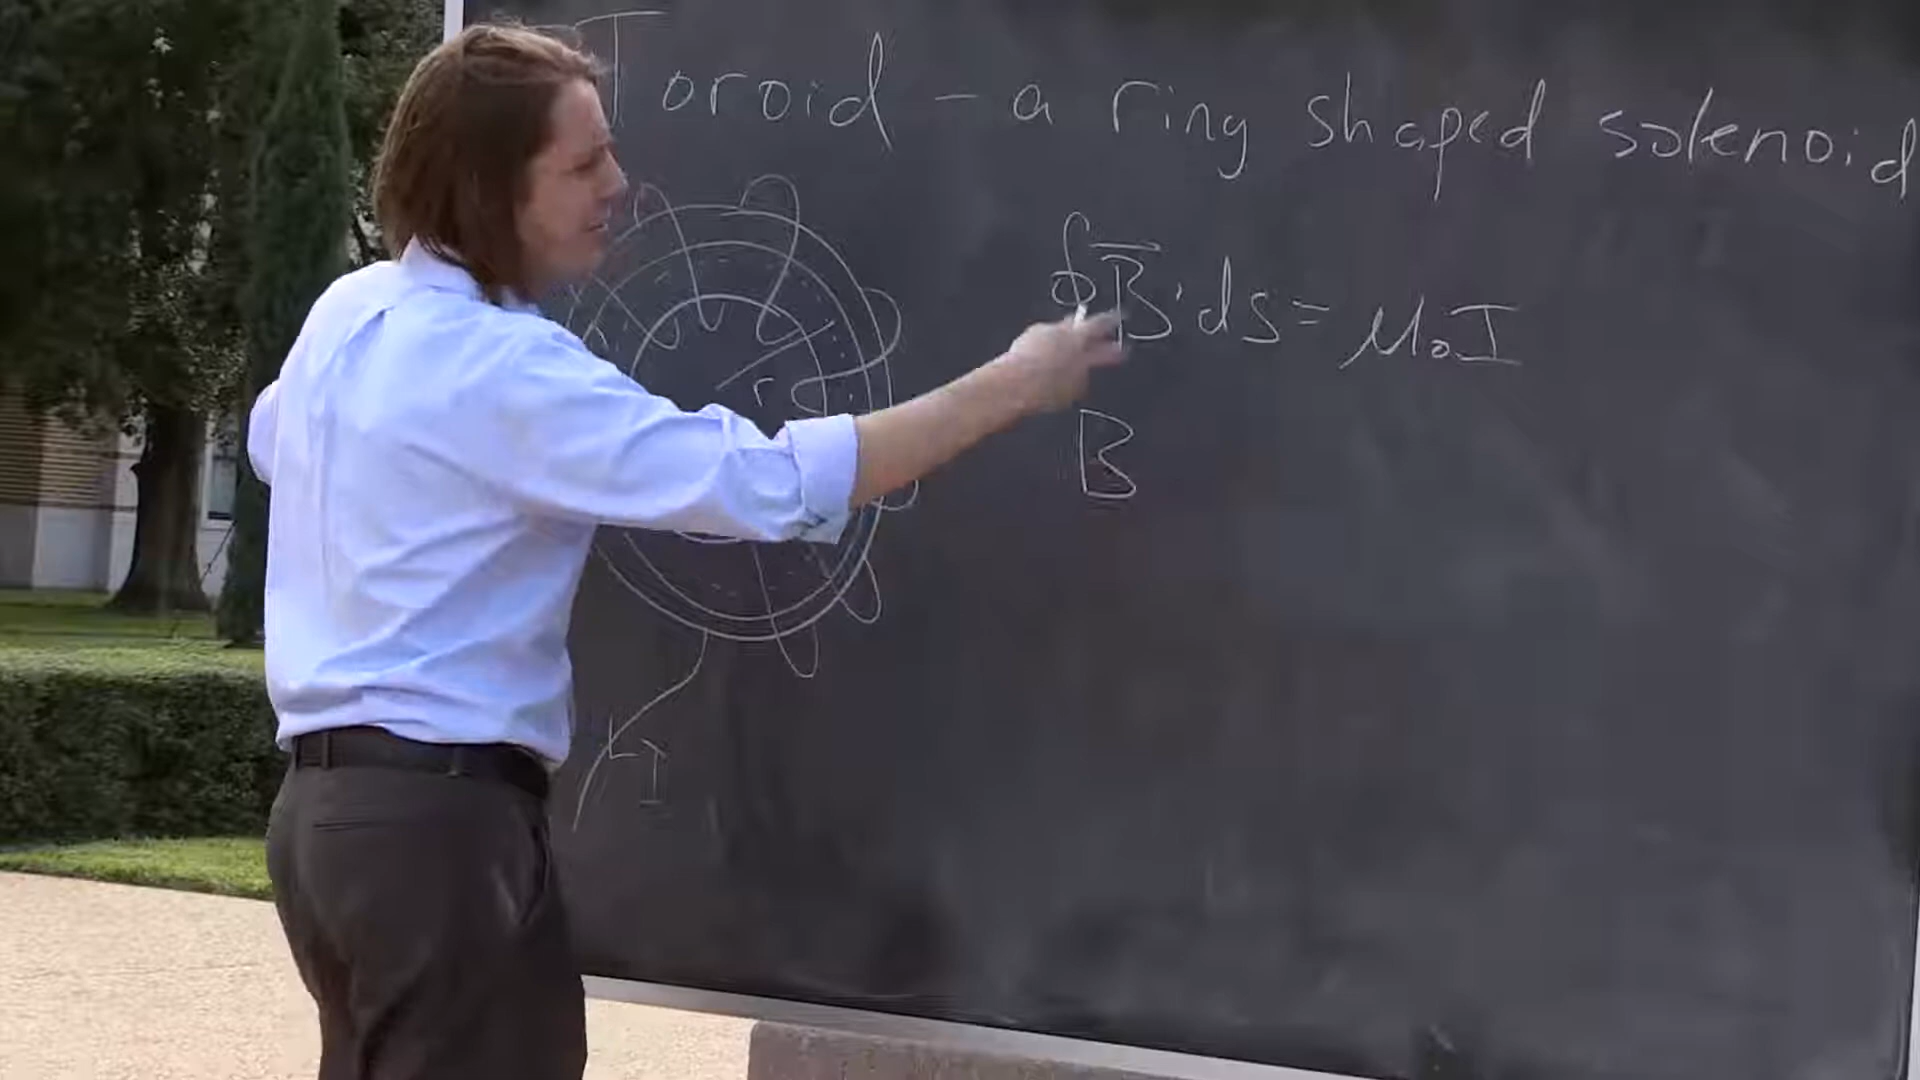 Toroid - a ring shaped solenoid
∮B⃗·ds = μ₀I
B
r
I